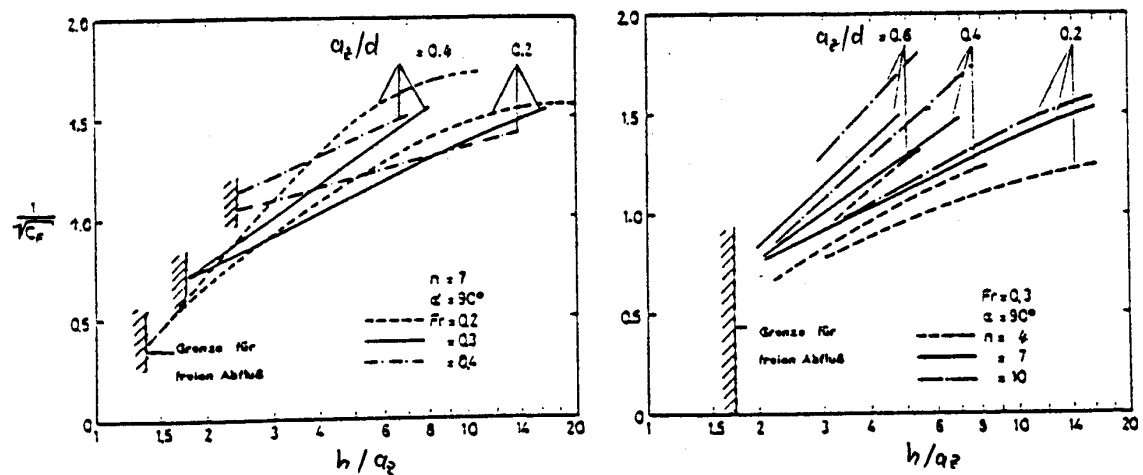 2.0
1.5
1.0
0.5
0
1/√C_F
a_z/d = 0.4 0.2
n = 7
α = 90°
Fr = 0.2
= 0.3
= 0.4
Grenze für
freien Abfluß
1 1.5 2 3 4 6 8 10 14 20
h/a_z
2.0
1.5
1.0
0.5
0
a_z/d = 0.6 0.4 0.2
Fr = 0.3
α = 90°
n = 4
= 7
= 10
Grenze für
freien Abfluß
1 1.5 2 3 4 6 9 10 14 20
h/a_z